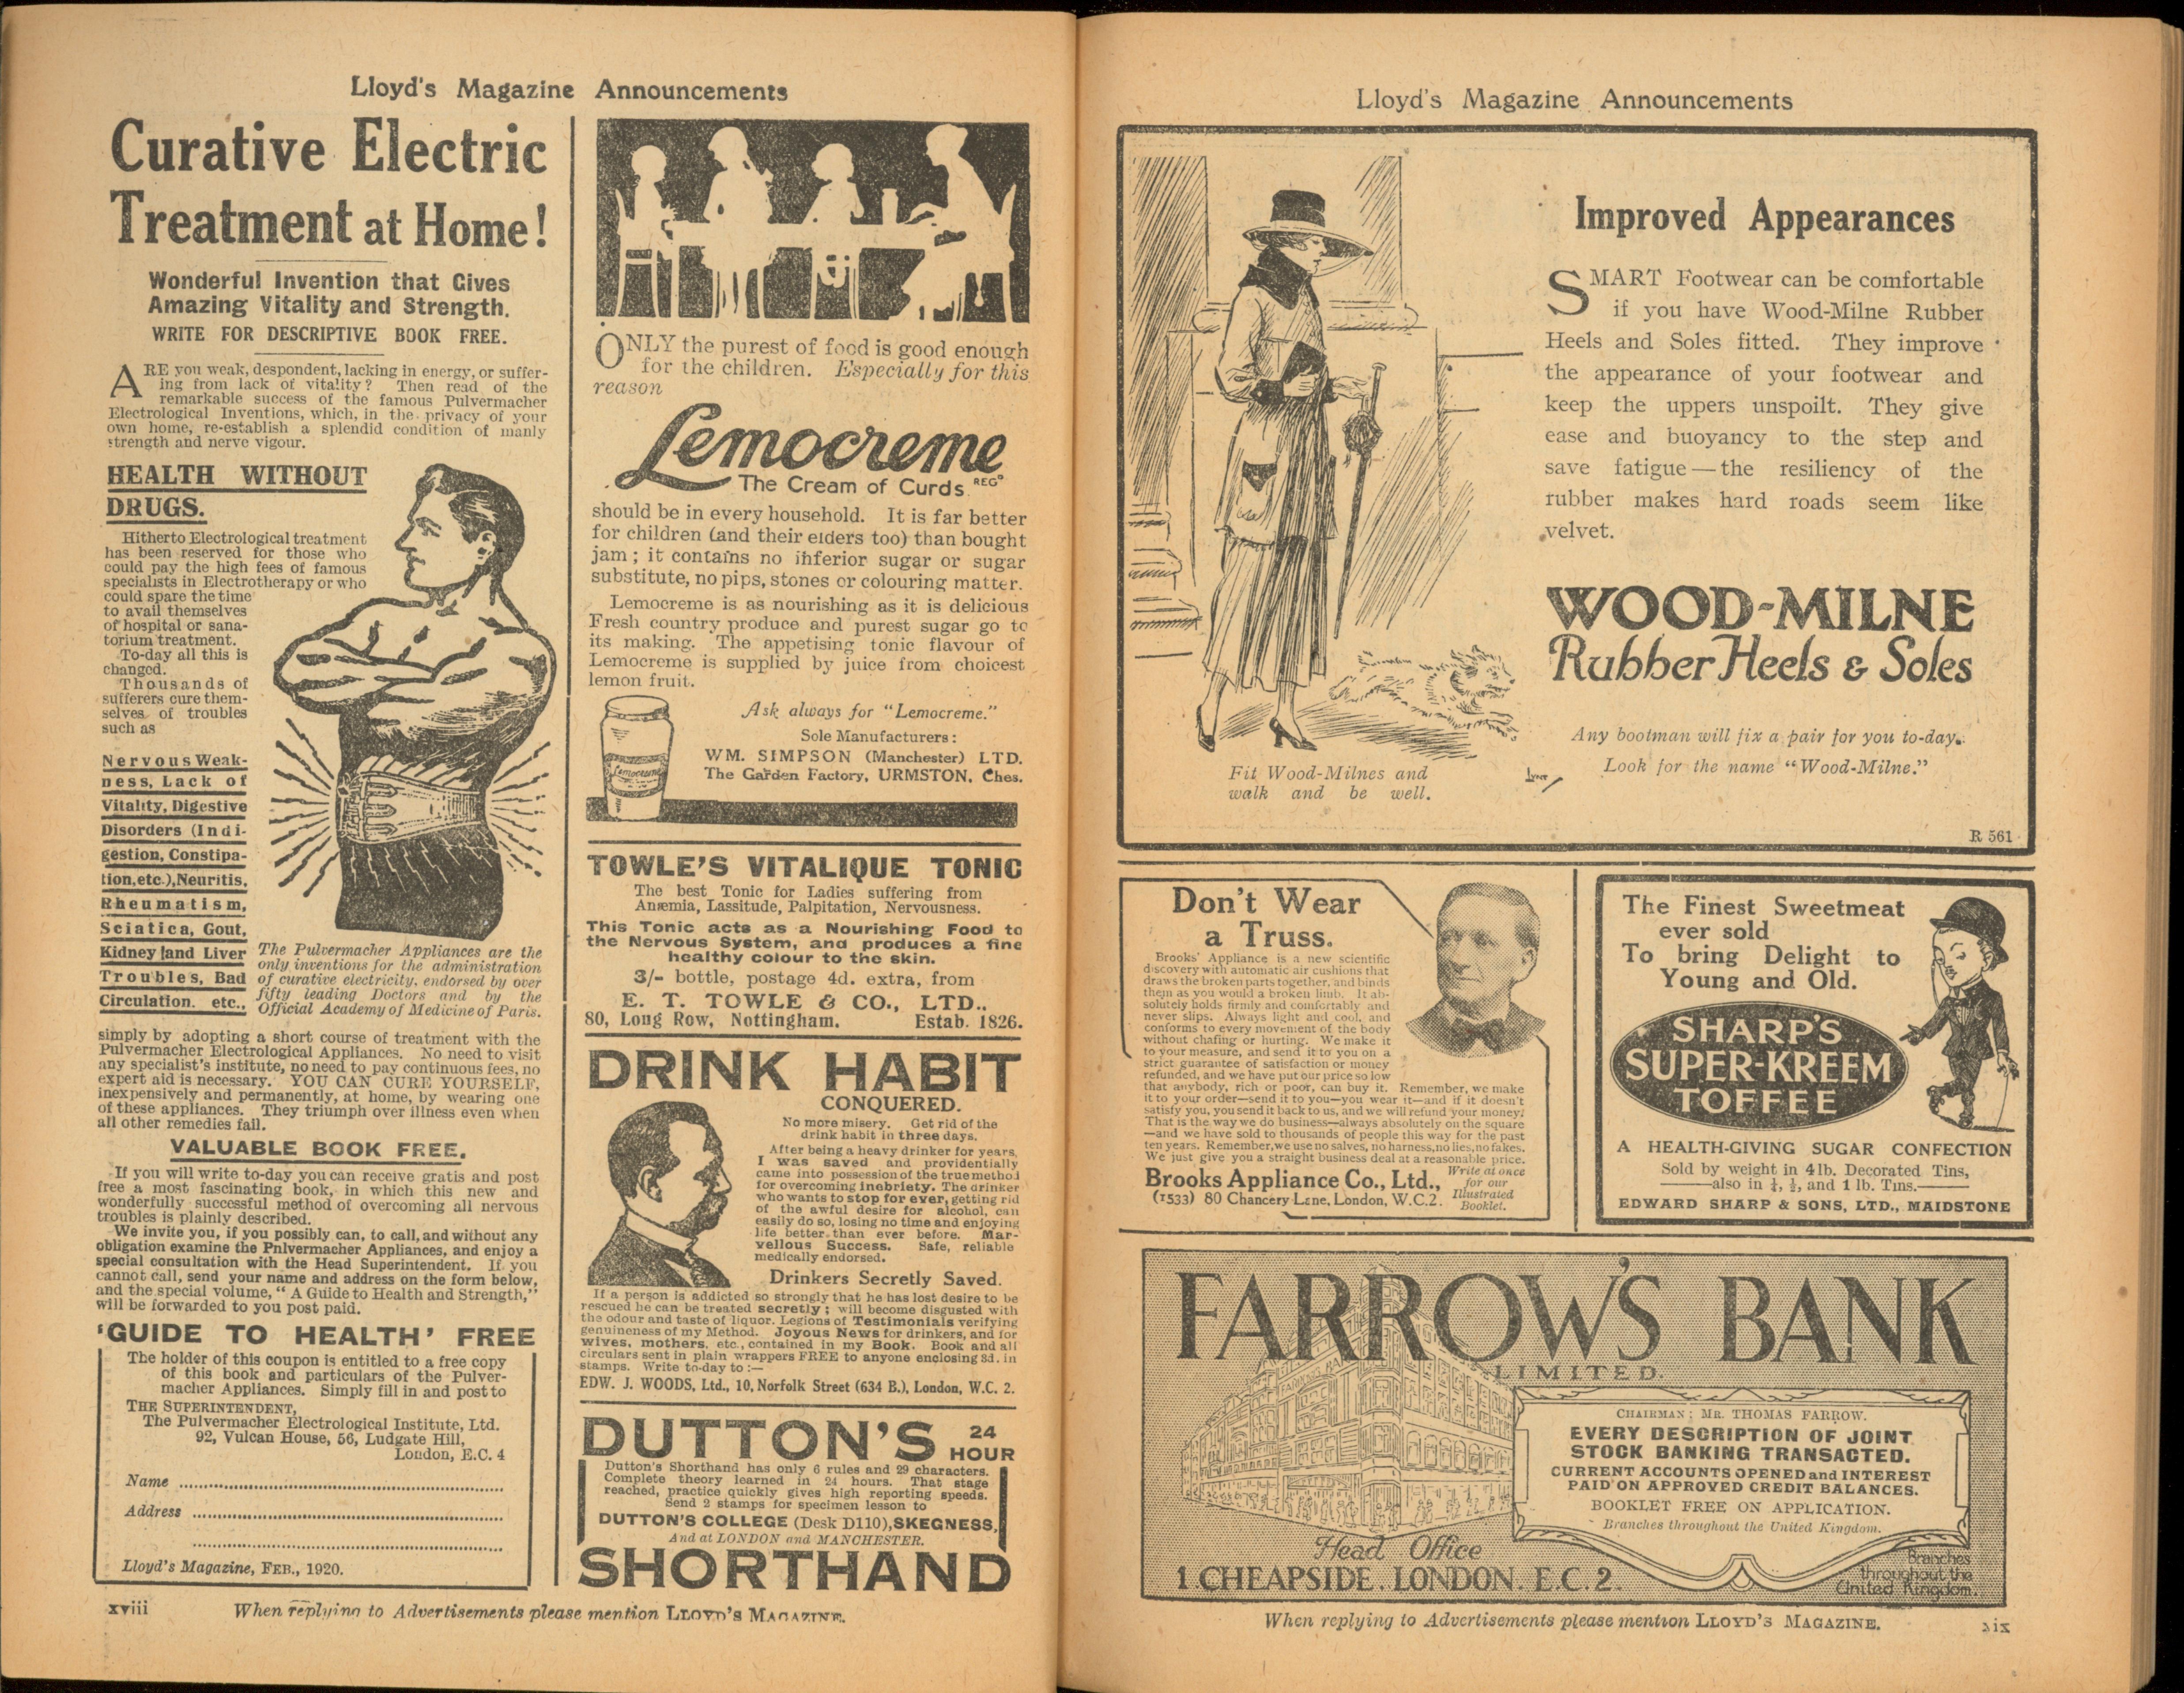 Lloyd's Magazine Announcements
Curative Electric
Treatment at Home!
Wonderful Invention that Gives
Amazing Vitality and Strength.
WRITE FOR DESCRIPTIVE BOOK FREE.
ARE you weak, despondent, lacking in energy, or suffer-
ing from lack of vitality? Then read of the
remarkable success of the famous Pulvermacher
Electrological Inventions, which, in the privacy of your
own home, re-establish a splendid condition of manly
strength and nerve vigour.
HEALTH WITHOUT
DRUGS.
Hitherto Electrological treatment
has been reserved for those who
could pay the high fees of famous
specialists in Electrotherapy or who
could spare the time
to avail themselves
of hospital or sana-
torium treatment.
To-day all this is
changed.
Thousands of
sufferers cure them-
selves of troubles
such as
Nervous Weak-
ness, Lack of
Vitality, Digestive
Disorders (Indi-
gestion, Constipa-
tion, etc.), Neuritis,
Rheumatism,
Sciatica, Gout,
Kidney and Liver
Troubles, Bad
Circulation, etc.,
The Pulvermacher Appliances are the
only inventions for the administration
of curative electricity, endorsed by over
fifty leading Doctors and by the
Official Academy of Medicine of Paris.
simply by adopting a short course of treatment with the
Pulvermacher Electrological Appliances. No need to visit
any specialist's institute, no need to pay continuous fees, no
expert aid is necessary. YOU CAN CURE YOURSELF,
inexpensively and permanently, at home, by wearing one
of these appliances. They triumph over illness even when
all other remedies fail.
VALUABLE BOOK FREE.
If you will write to-day you can receive gratis and post
free a most fascinating book, in which this new and
wonderfully successful method of overcoming all nervous
troubles is plainly described.
We invite you, if you possibly can, to call, and without any
obligation examine the Pnlvermacher Appliances, and enjoy a
special consultation with the Head Superintendent. If you
cannot call, send your name and address on the form below,
and the special volume, "A Guide to Health and Strength,"
will be forwarded to you post paid.
'GUIDE TO HEALTH' FREE
The holder of this coupon is entitled to a free copy
of this book and particulars of the Pulver-
macher Appliances. Simply fill in and post to
THE SUPERINTENDENT,
The Pulvermacher Electrological Institute, Ltd.
92, Vulcan House, 56, Ludgate Hill,
London, E.C. 4
Name
Address
Lloyd's Magazine, FEB., 1920.
ONLY the purest of food is good enough
for the children. Especially for this
reason
Lemocreme
The Cream of Curds REGD
should be in every household. It is far better
for children (and their elders too) than bought
jam; it contains no inferior sugar or sugar
substitute, no pips, stones or colouring matter.
Lemocreme is as nourishing as it is delicious
Fresh country produce and purest sugar go to
its making. The appetising tonic flavour of
Lemocreme is supplied by juice from choicest
lemon fruit.
Lemocreme
Ask always for "Lemocreme."
Sole Manufacturers:
WM. SIMPSON (Manchester) LTD.
The Garden Factory, URMSTON, Ches.
TOWLE'S VITALIQUE TONIC
The best Tonic for Ladies suffering from
Anæmia, Lassitude, Palpitation, Nervousness.
This Tonic acts as a Nourishing Food to
the Nervous System, and produces a fine
healthy colour to the skin.
3/- bottle, postage 4d. extra, from
E. T. TOWLE & CO., LTD.,
80, Long Row, Nottingham. Estab. 1826.
DRINK HABIT
CONQUERED.
No more misery. Get rid of the
drink habit in three days.
After being a heavy drinker for years,
I was saved and providentially
came into possession of the true method
for overcoming inebriety. The drinker
who wants to stop for ever, getting rid
of the awful desire for alcohol, can
easily do so, losing no time and enjoying
life better than ever before. Mar-
vellous Success. Safe, reliable
medically endorsed.
Drinkers Secretly Saved.
If a person is addicted so strongly that he has lost desire to be
rescued he can be treated secretly; will become disgusted with
the odour and taste of liquor. Legions of Testimonials verifying
genuineness of my Method. Joyous News for drinkers, and for
wives, mothers, etc., contained in my Book. Book and all
circulars sent in plain wrappers FREE to anyone enclosing 3d. in
stamps. Write to-day to:—
EDW. J. WOODS, Ltd., 10, Norfolk Street (634 B.), London, W.C. 2.
DUTTON'S 24
HOUR
Dutton's Shorthand has only 6 rules and 29 characters.
Complete theory learned in 24 hours. That stage
reached, practice quickly gives high reporting speeds.
Send 2 stamps for specimen lesson to
DUTTON'S COLLEGE (Desk D110), SKEGNESS,
And at LONDON and MANCHESTER.
SHORTHAND
xviii When replying to Advertisements please mention LLOYD'S MAGAZINE.
Lloyd's Magazine Announcements
Improved Appearances
SMART Footwear can be comfortable
if you have Wood-Milne Rubber
Heels and Soles fitted. They improve
the appearance of your footwear and
keep the uppers unspoilt. They give
ease and buoyancy to the step and
save fatigue—the resiliency of the
rubber makes hard roads seem like
velvet.
WOOD-MILNE
Rubber Heels & Soles
Any bootman will fix a pair for you to-day.
Look for the name "Wood-Milne."
Fit Wood-Milnes and
walk and be well.
R 561
Don't Wear
a Truss.
Brooks' Appliance is a new scientific
discovery with automatic air cushions that
draws the broken parts together, and binds
them as you would a broken limb. It ab-
solutely holds firmly and comfortably and
never slips. Always light and cool, and
conforms to every movement of the body
without chafing or hurting. We make it
to your measure, and send it to you on a
strict guarantee of satisfaction or money
refunded, and we have put our price so low
that anybody, rich or poor, can buy it. Remember, we make
it to your order—send it to you—you wear it—and if it doesn't
satisfy you, you send it back to us, and we will refund your money.
That is the way we do business—always absolutely on the square
—and we have sold to thousands of people this way for the past
ten years. Remember, we use no salves, no harness, no lies, no fakes.
We just give you a straight business deal at a reasonable price.
Brooks Appliance Co., Ltd.,
(1533) 80 Chancery Lane, London, W.C.2.
Write at once
for our
Illustrated
Booklet.
The Finest Sweetmeat
ever sold
To bring Delight to
Young and Old.
SHARP'S
SUPER-KREEM
TOFFEE
A HEALTH-GIVING SUGAR CONFECTION
Sold by weight in 4lb. Decorated Tins,
also in ¼, ½, and 1 lb. Tins.
EDWARD SHARP & SONS, LTD., MAIDSTONE
FARROW'S BANK
LIMITED.
CHAIRMAN: MR. THOMAS FARROW.
EVERY DESCRIPTION OF JOINT
STOCK BANKING TRANSACTED.
CURRENT ACCOUNTS OPENED and INTEREST
PAID ON APPROVED CREDIT BALANCES.
BOOKLET FREE ON APPLICATION.
Branches throughout the United Kingdom.
Head Office
1 CHEAPSIDE, LONDON. E.C.2.
Branches
throughout the
United Kingdom.
When replying to Advertisements please mention LLOYD'S MAGAZINE. xix